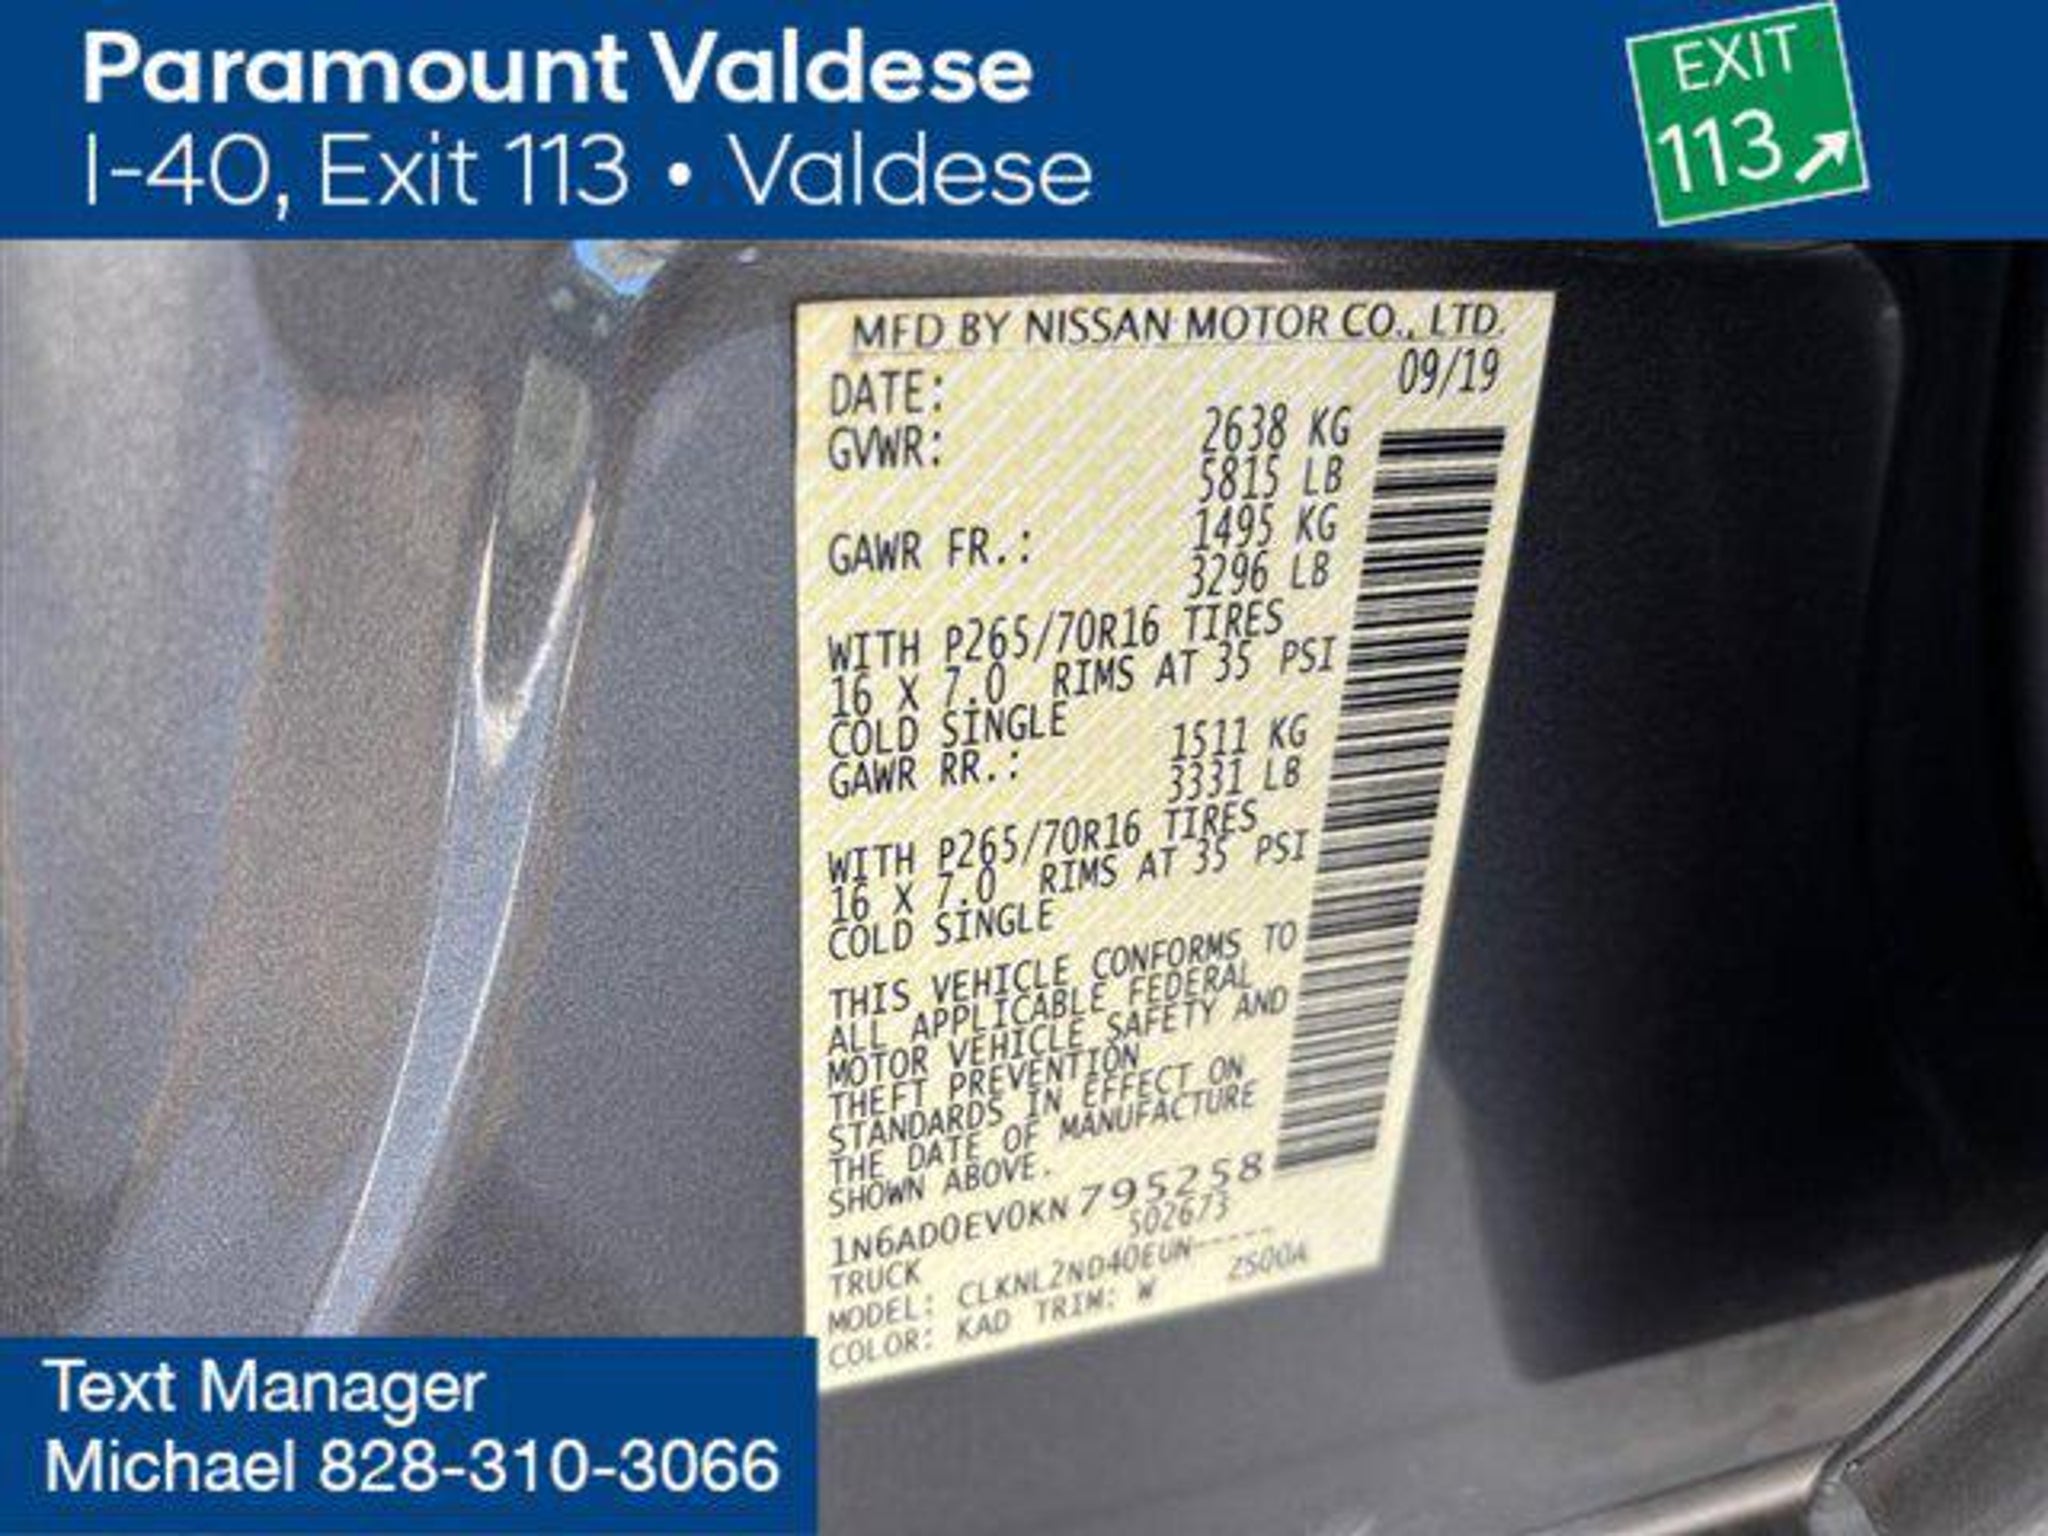 Paramount Valdese
I-40, Exit 113 • Valdese
EXIT
113
MFD BY NISSAN MOTOR CO., LTD.
DATE: 09/19
GVWR: 2638 KG
5815 LB
GAWR FR.: 1495 KG
3296 LB
WITH P265/70R16 TIRES
16 X 7.0 RIMS AT 35 PSI
COLD SINGLE
GAWR RR.: 1511 KG
3331 LB
WITH P265/70R16 TIRES
16 X 7.0 RIMS AT 35 PSI
COLD SINGLE
THIS VEHICLE CONFORMS TO
ALL APPLICABLE FEDERAL
MOTOR VEHICLE SAFETY AND
THEFT PREVENTION
STANDARDS IN EFFECT ON
THE DATE OF MANUFACTURE
SHOWN ABOVE.
1N6AD0EV0KN795258
TRUCK S02673
MODEL: CLKNL2ND40EUN-----
COLOR: KAD TRIM: W ZS00A
Text Manager
Michael 828-310-3066